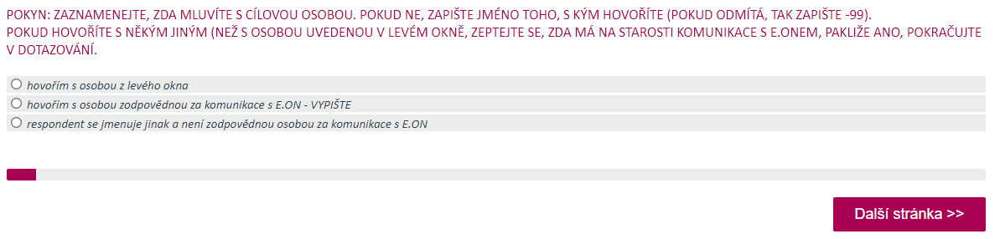 POKYN: ZAZNAMENEJTE, ZDA MLUVÍTE S CÍLOVOU OSOBOU. POKUD NE, ZAPIŠTE JMÉNO TOHO, S KÝM HOVOŘÍTE (POKUD ODMÍTÁ, TAK ZAPIŠTE -99).
POKUD HOVOŘÍTE S NĚKÝM JINÝM (NEŽ S OSOBOU UVEDENOU V LEVÉM OKNĚ, ZEPTEJTE SE, ZDA MÁ NA STAROSTI KOMUNIKACE S E.ONEM, PAKLIŽE ANO, POKRAČUJTE
V DOTAZOVÁNÍ.
hovořím s osobou z levého okna
hovořím s osobou zodpovědnou za komunikace s E.ON - VYPIŠTE
respondent se jmenuje jinak a není zodpovědnou osobou za komunikace s E.ON
Další stránka >>